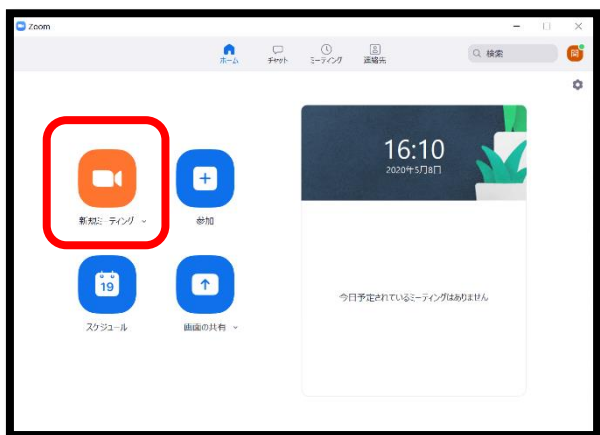 Zoom
ホーム チャット ミーティング 連絡先 検索
16:10
2020年5月8日
新規ミーティング 参加
19
今日予定されているミーティングはありません
スケジュール 画面の共有